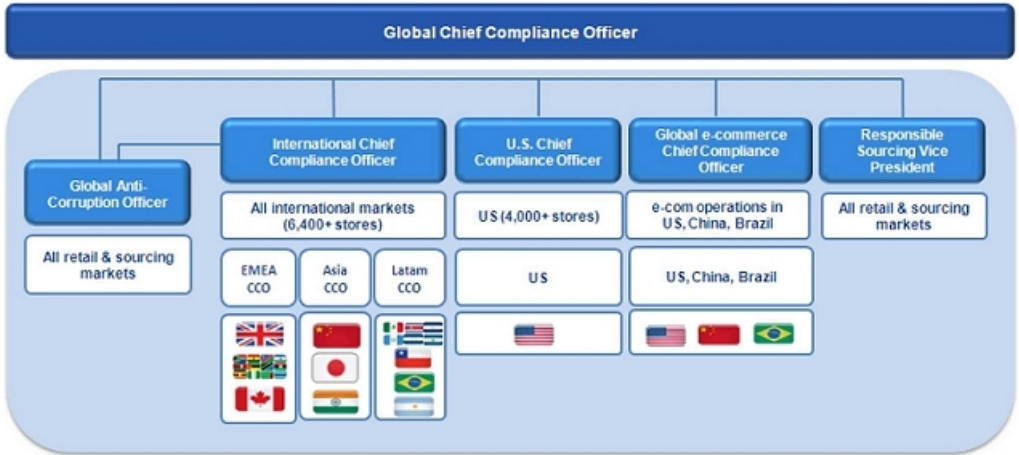 Global Chief Compliance Officer
Global Anti-
Corruption Officer
All retail & sourcing
markets
International Chief
Compliance Officer
All international markets
(6,400+ stores)
EMEA
CCO
Asia
CCO
Latam
CCO
U.S. Chief
Compliance Officer
US (4,000+ stores)
US
Global e-commerce
Chief Compliance
Officer
e-com operations in
US, China, Brazil
US, China, Brazil
Responsible
Sourcing Vice
President
All retail & sourcing
markets